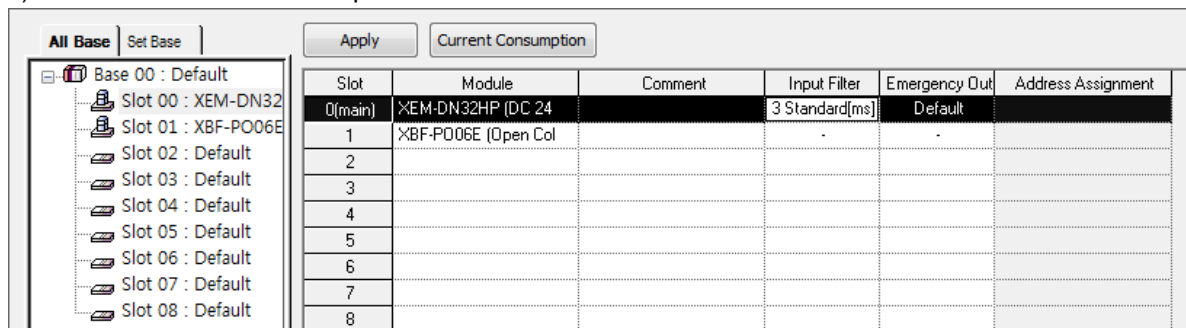 All Base Set Base Apply Current Consumption
Base 00 : Default
Slot 00 : XEM-DN32
Slot 01 : XBF-PO06E
Slot 02 : Default
Slot 03 : Default
Slot 04 : Default
Slot 05 : Default
Slot 06 : Default
Slot 07 : Default
Slot 08 : Default
Slot Module Comment Input Filter Emergency Out Address Assignment
0(main) XEM-DN32HP (DC 24 3 Standard[ms] Default
1 XBF-PO06E (Open Col - -
2
3
4
5
6
7
8